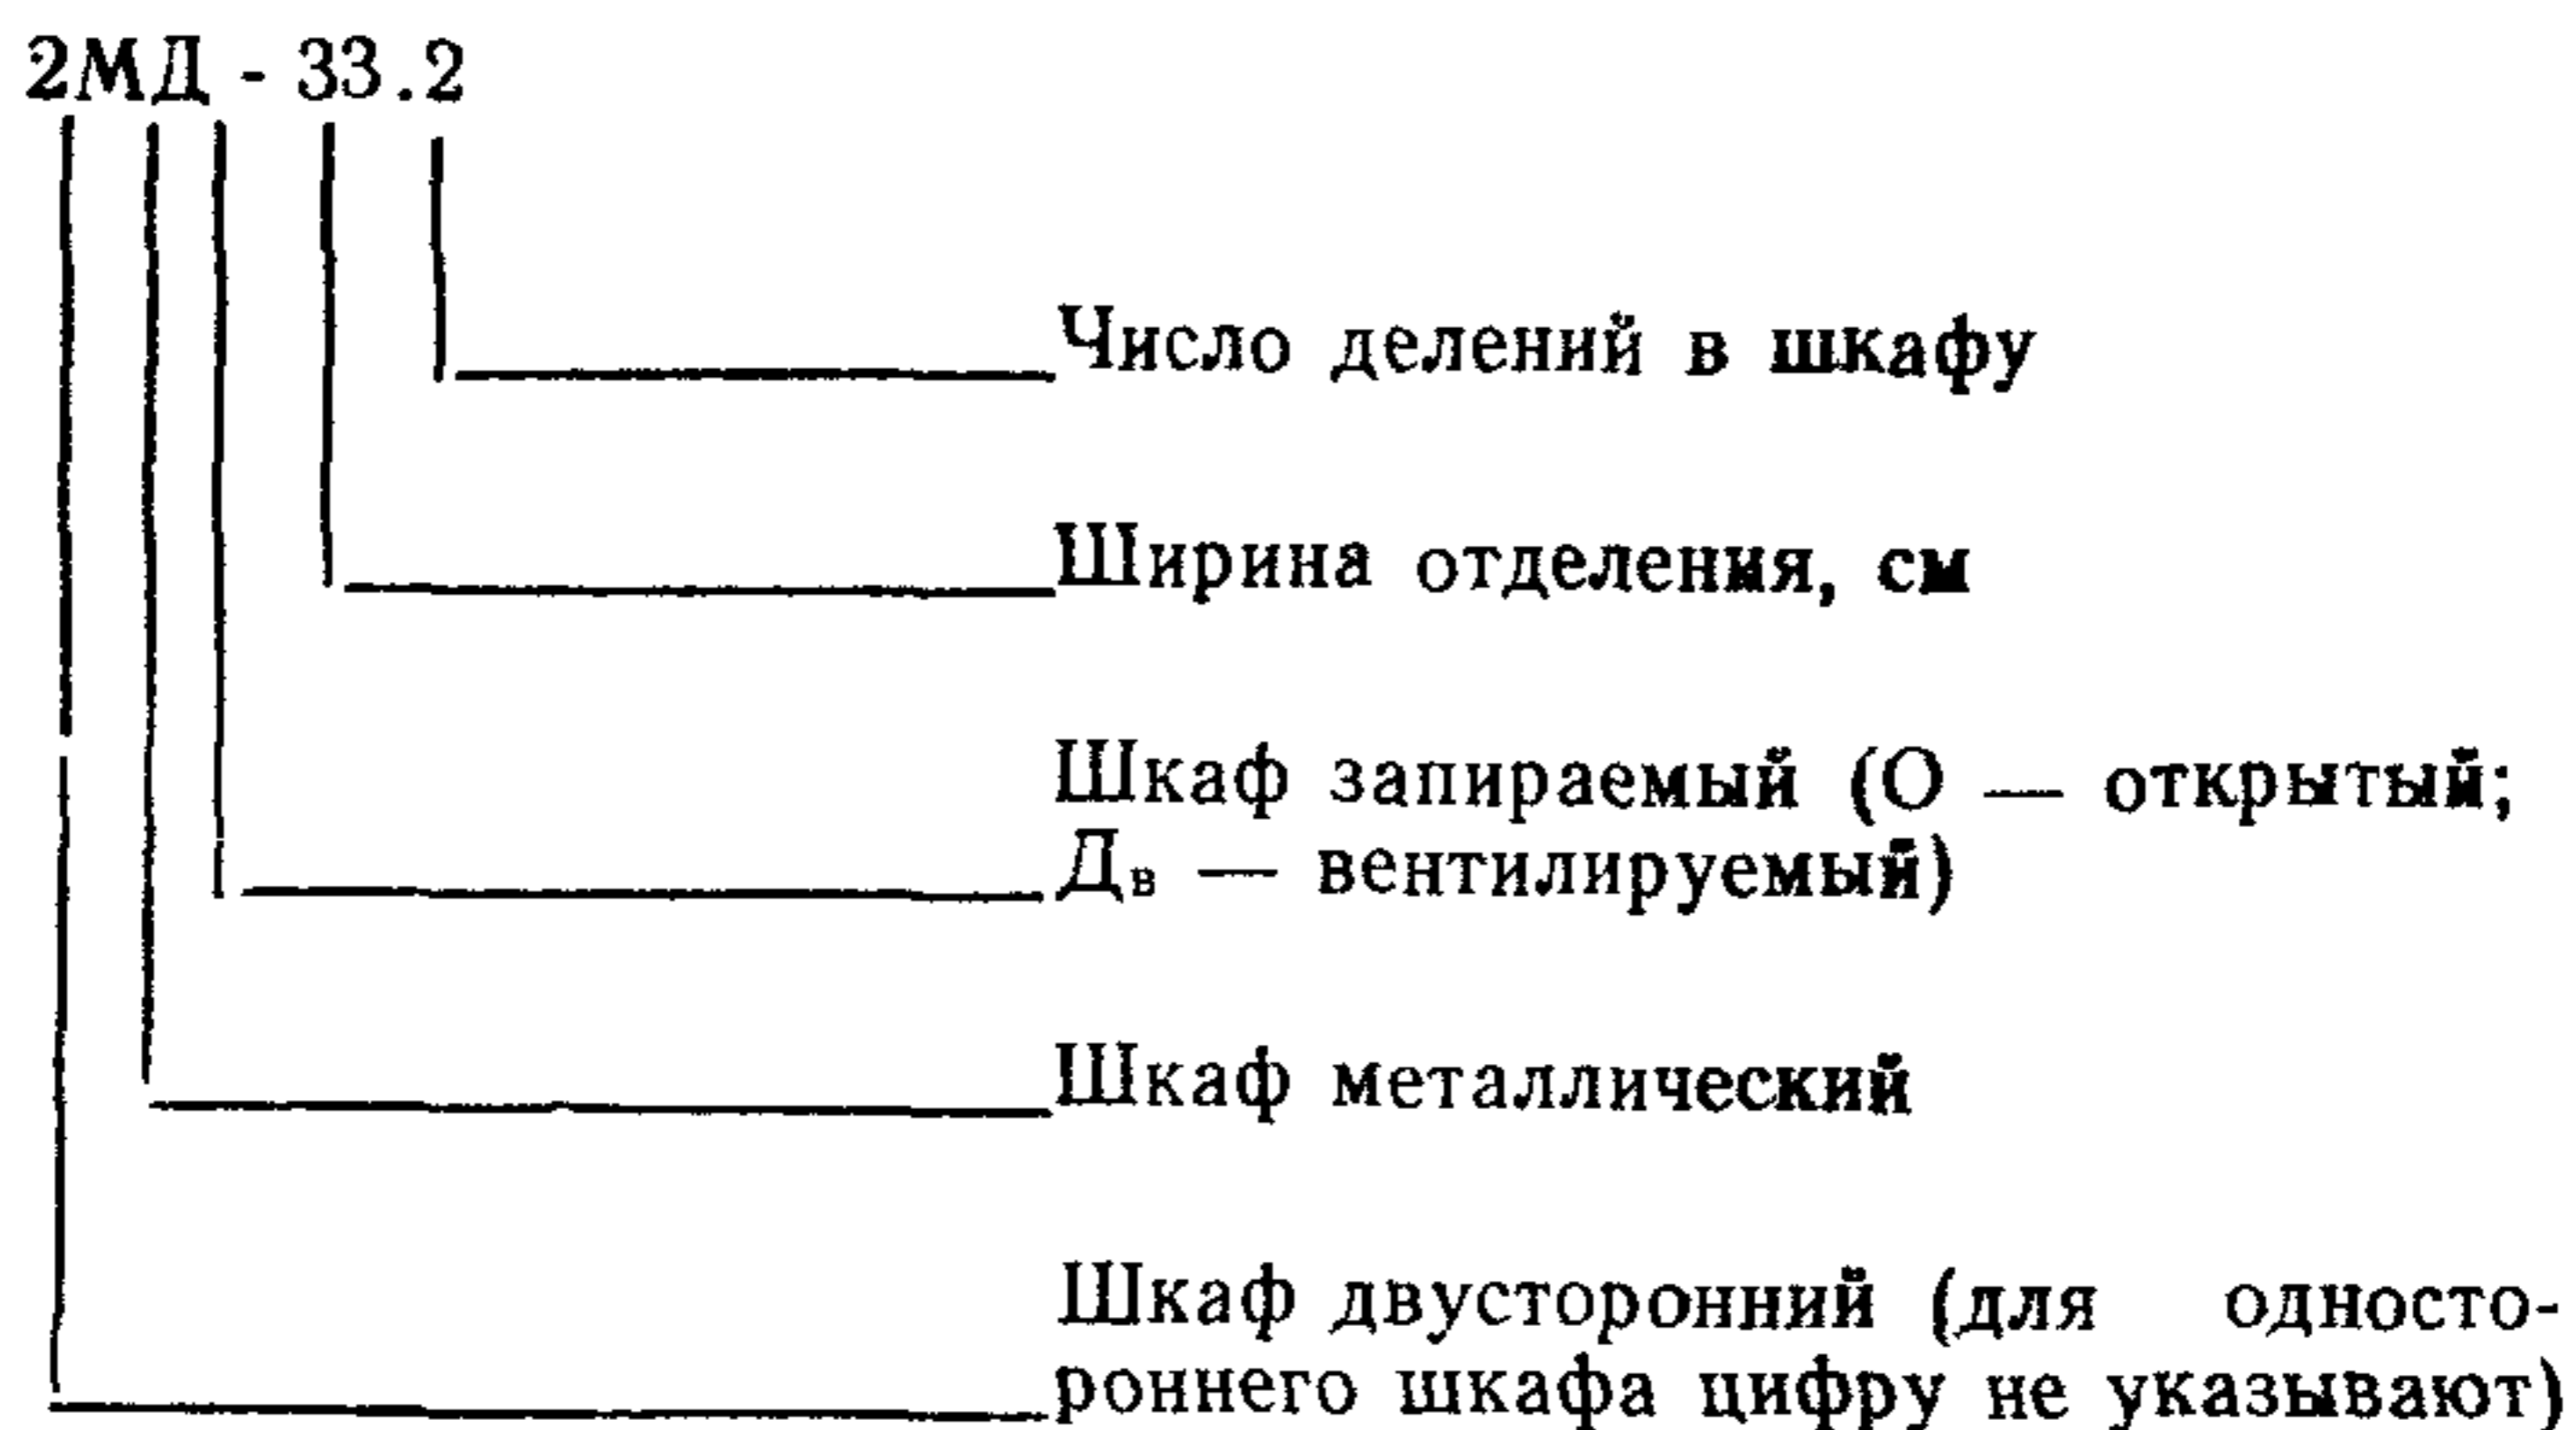 2МД - 33.2
Число делений в шкафу
Ширина отделения, см
Шкаф запираемый (О — открытый;
Дв — вентилируемый)
Шкаф металлический
Шкаф двусторонний (для односто-
роннего шкафа цифру не указывают)